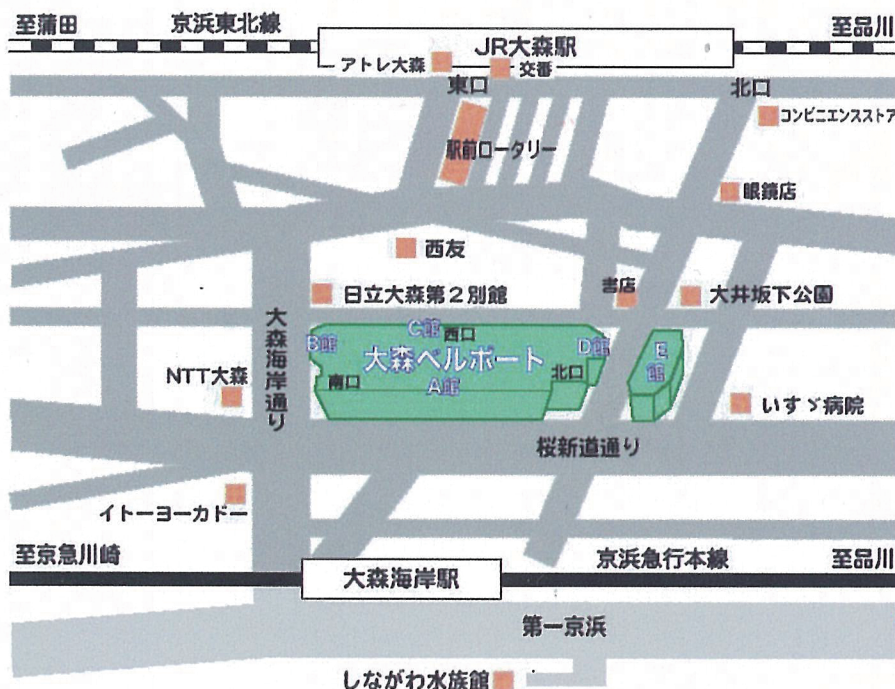 至蒲田
京浜東北線
至品川
JR大森駅
アトレ大森
交番
東口
北口
コンビニエンスストア
駅前ロータリー
眼鏡店
西友
日立大森第2別館
書店
大井坂下公園
大森海岸通り
B館
C館
西口
D館
E館
大森ベルポート
NTT大森
南口
A館
北口
いすゞ病院
桜新道通り
イトーヨーカドー
至京急川崎
京浜急行本線
至品川
大森海岸駅
第一京浜
しながわ水族館